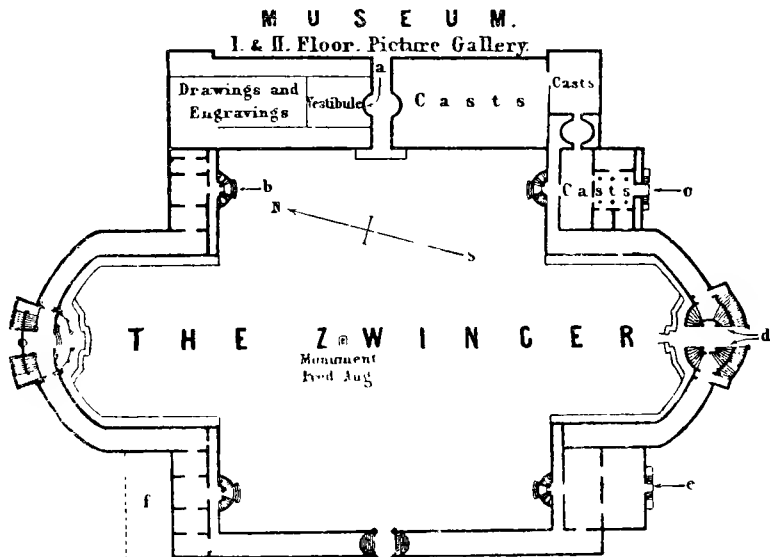 MUSEUM.
I. & II. Floor. Picture Gallery.
a
Drawings and
Engravings
Vestibule
Casts
Casts
b
Casts
c
N
S
THE ZWINGER
Monument
Fred Aug
d
f
e